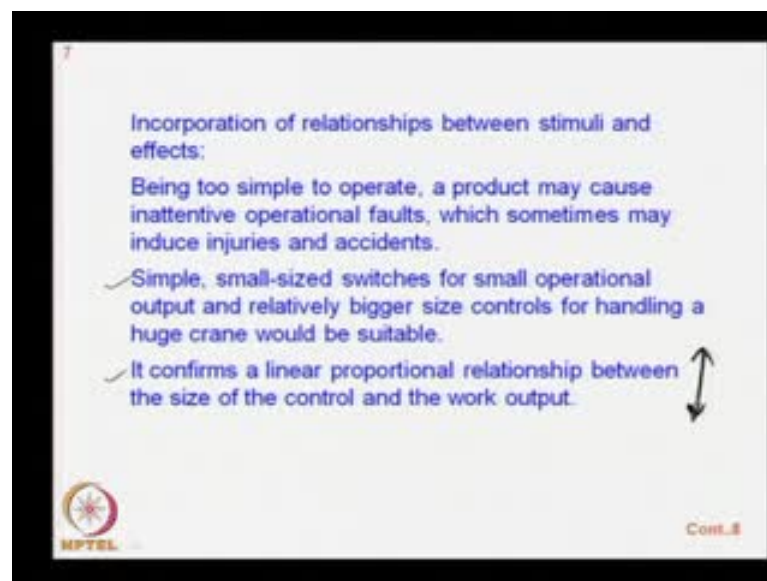 7
Incorporation of relationships between stimuli and
effects:
Being too simple to operate, a product may cause
inattentive operational faults, which sometimes may
induce injuries and accidents.
Simple, small-sized switches for small operational
output and relatively bigger size controls for handling a
huge crane would be suitable.
It confirms a linear proportional relationship between
the size of the control and the work output.
NPTEL
Cont..8